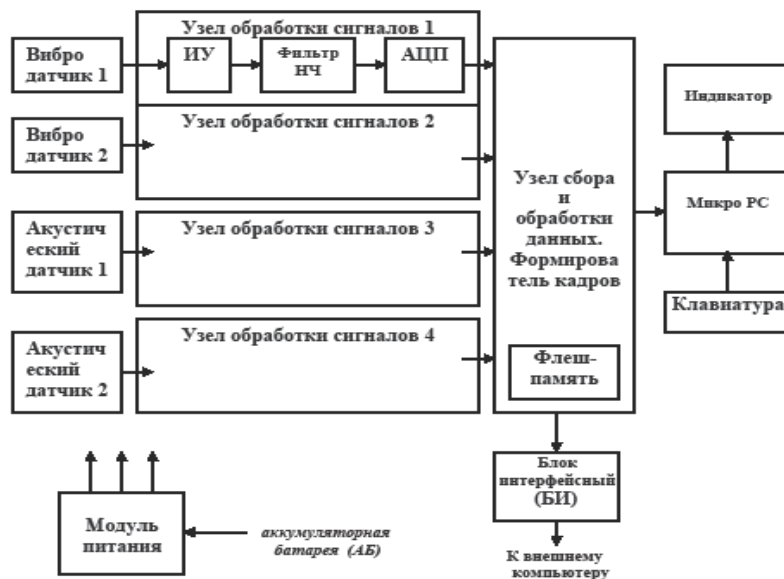 Узел обработки сигналов 1
Вибро
датчик 1
ИУ
Фильтр
НЧ
АЦП
Узел обработки сигналов 2
Вибро
датчик 2
Узел обработки сигналов 3
Акустич
еский
датчик 1
Узел обработки сигналов 4
Акустич
еский
датчик 2
Узел сбора
и
обработки
данных.
Формирова
тель кадров
Флеш-
память
Индикатор
Микро РС
Клавиатура
Блок
интерфейсный
(БИ)
К внешнему
компьютеру
Модуль
питания
аккумуляторная
батарея (АБ)